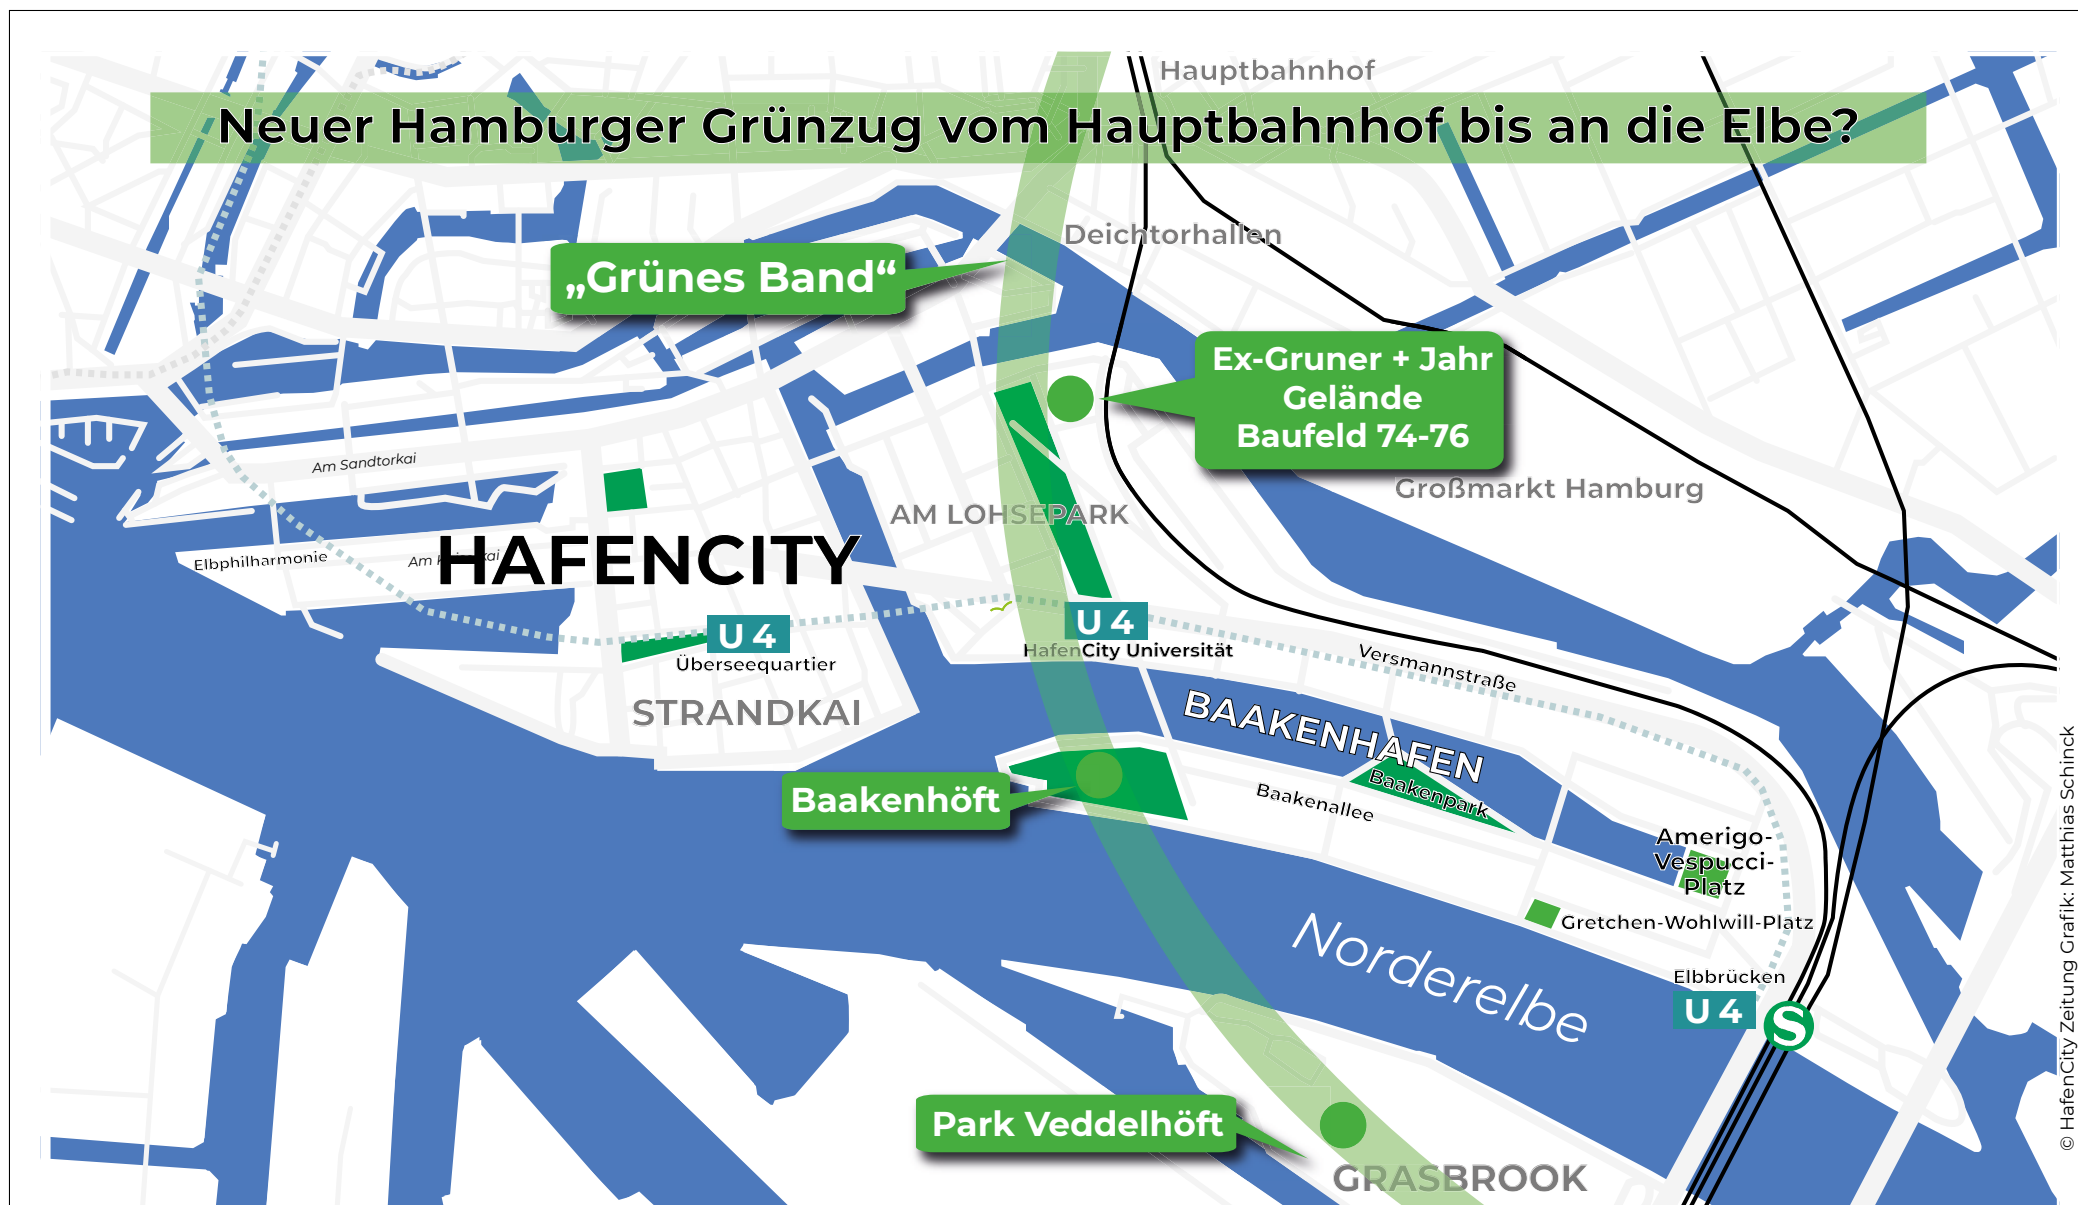 Hauptbahnhof
Neuer Hamburger Grünzug vom Hauptbahnhof bis an die Elbe?
Deichtorhallen
„Grünes Band“
Ex-Gruner + Jahr
Gelände
Baufeld 74-76
Am Sandtorkai
Großmarkt Hamburg
AM LOHSEPARK
Elbphilharmonie
Am Kaiserkai
HAFENCITY
U 4
Überseequartier
U 4
HafenCity Universität
Versmannstraße
STRANDKAI
BAAKENHAFEN
Baakenpark
Baakenhöft
Baakenallee
Amerigo-
Vespucci-
Platz
Gretchen-Wohlwill-Platz
Norderelbe
Elbbrücken
U 4
S
Park Veddelhöft
GRASBROOK
© HafenCity Zeitung Grafik: Matthias Schinck